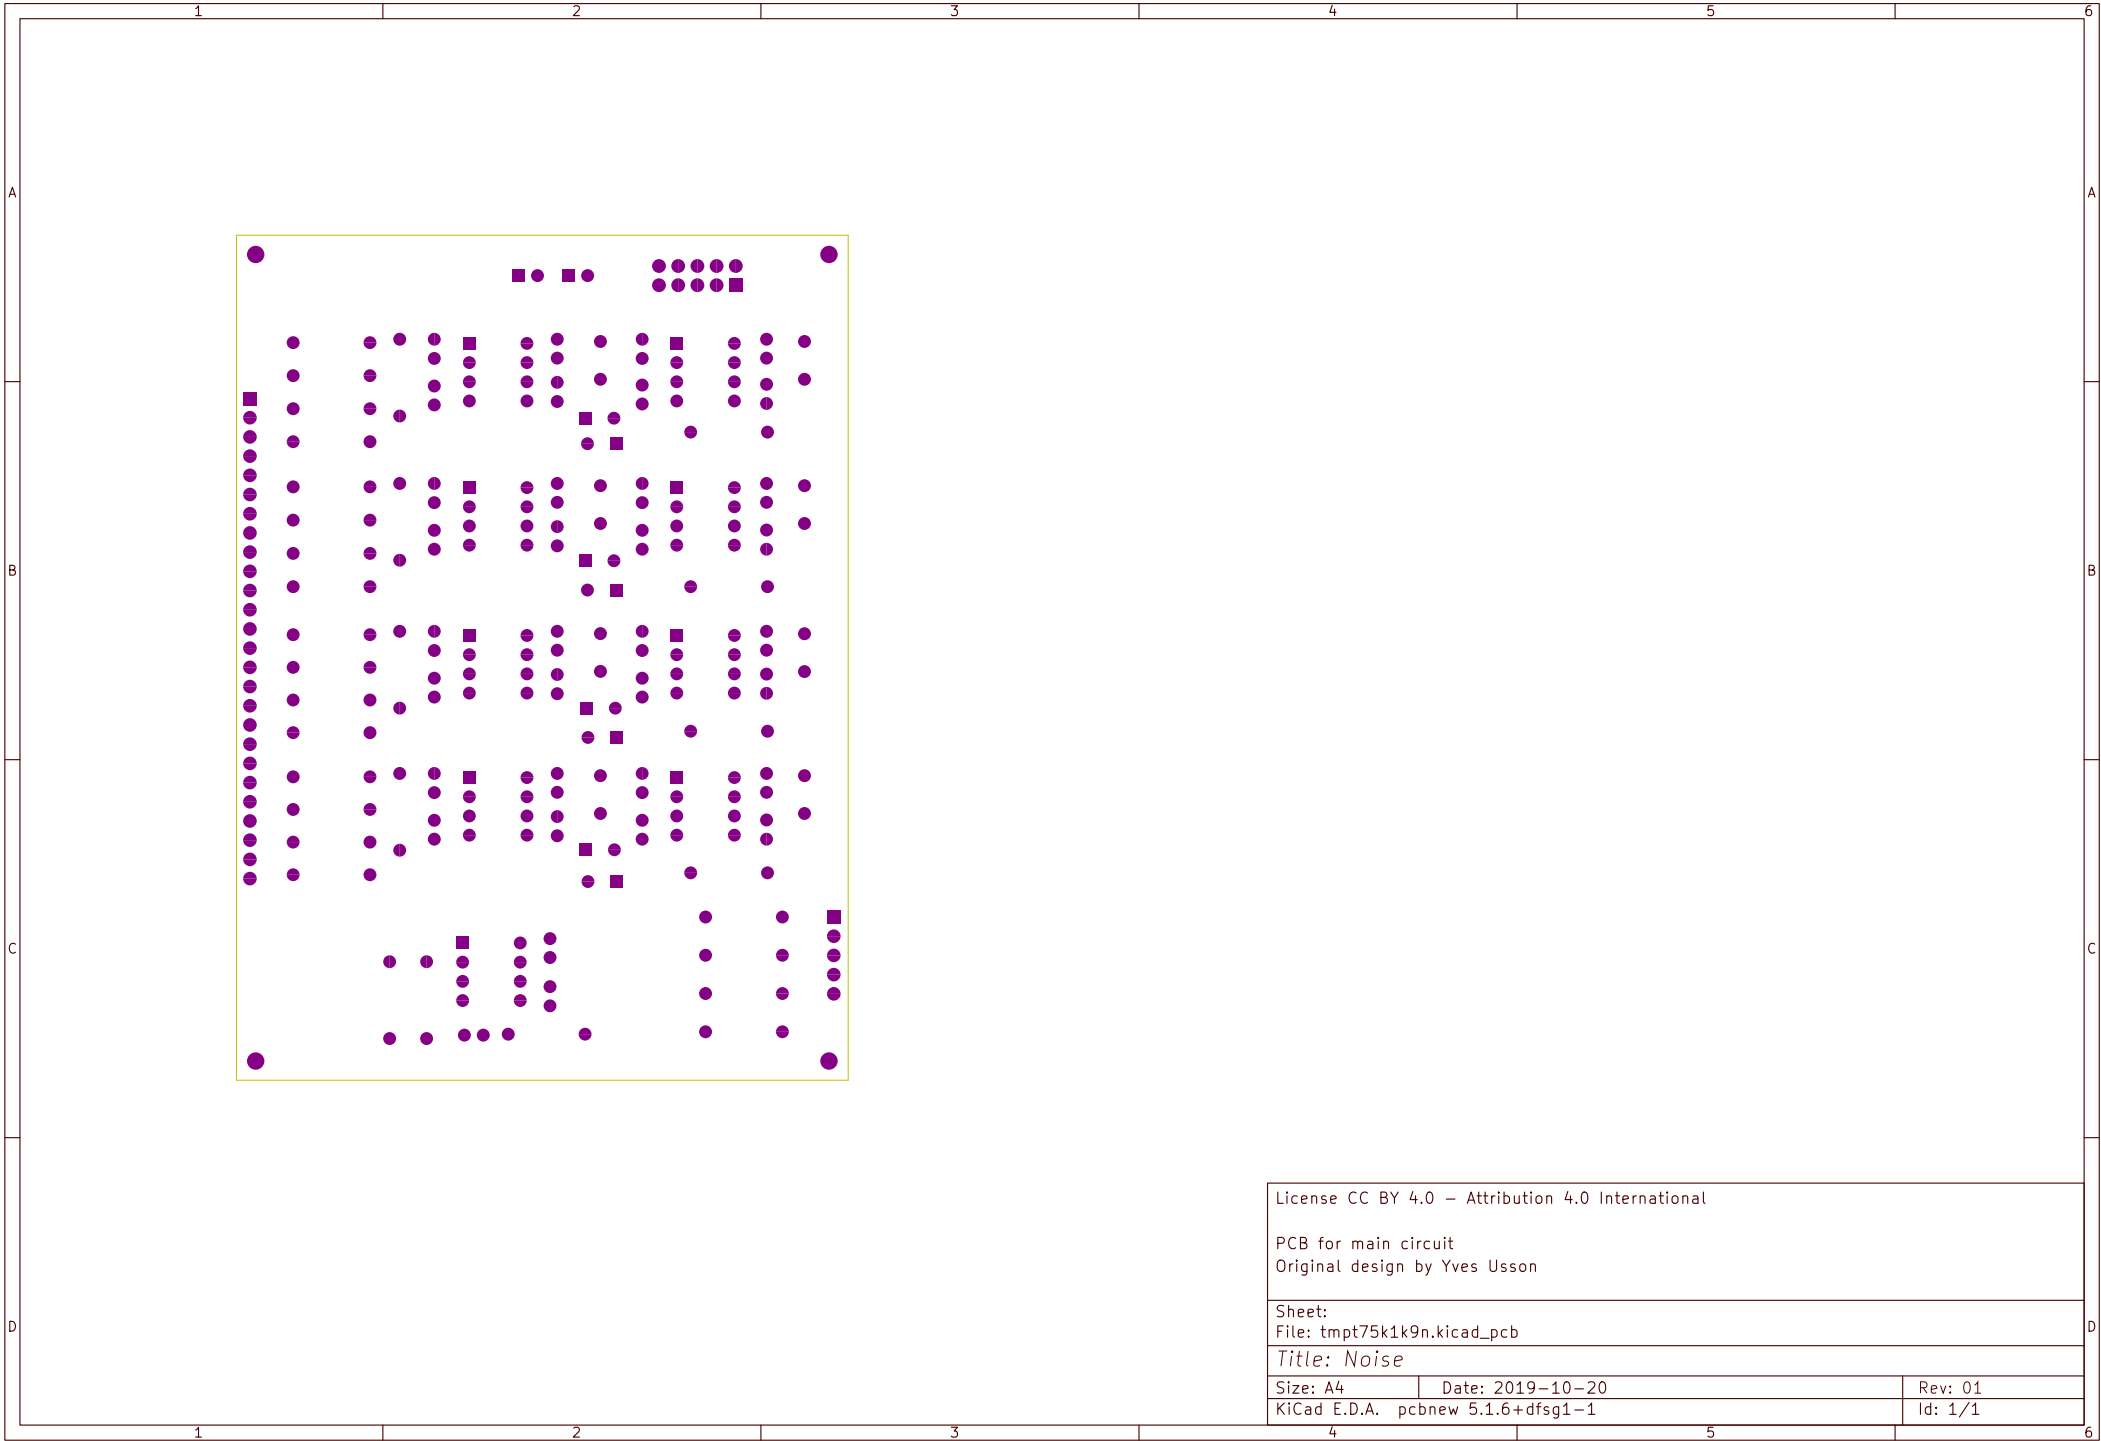 1 2 3 4 5 6
A A
B B
C C
D D
License CC BY 4.0 – Attribution 4.0 International
PCB for main circuit
Original design by Yves Usson
Sheet:
File: tmpt75k1k9n.kicad_pcb
Title: Noise
Size: A4 Date: 2019–10–20 Rev: 01
KiCad E.D.A. pcbnew 5.1.6+dfsg1–1 Id: 1/1
1 2 3 4 5 6